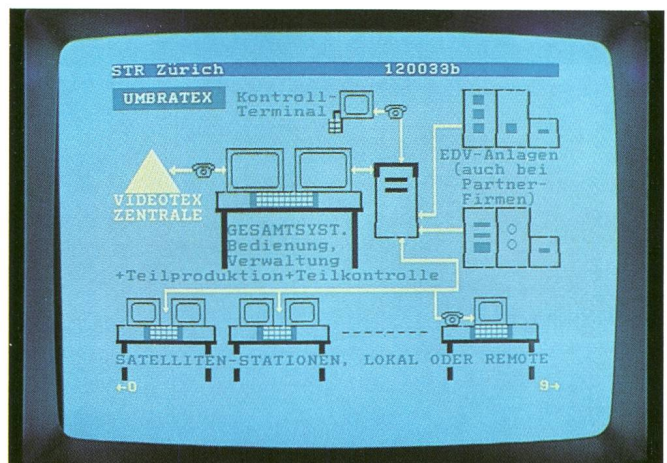 STR Zürich 120033b
UMBRATEX
Kontroll-
Terminal
EDV-Anlagen
(auch bei
Partner-
Firmen)
VIDEOTEX
ZENTRALE
GESAMTSYST.
Bedienung,
Verwaltung
+Teilproduktion+Teilkontrolle
SATELLITEN-STATIONEN, LOKAL ODER REMOTE
←0 9→